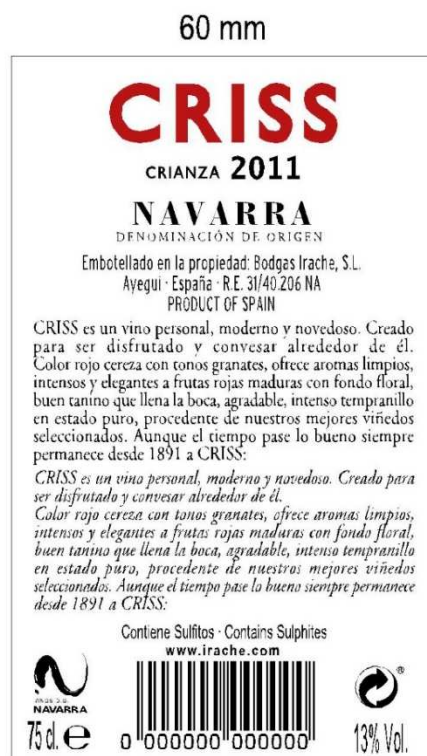 60 mm
CRISS
CRIANZA 2011
NAVARRA
DENOMINACIÓN DE ORIGEN
Embotellado en la propiedad: Bodgas Irache, S.L.
Ayegui · España · R.E. 31/40.206 NA
PRODUCT OF SPAIN
CRISS es un vino personal, moderno y novedoso. Creado
para ser disfrutado y convesar alrededor de él.
Color rojo cereza con tonos granates, ofrece aromas limpios,
intensos y elegantes a frutas rojas maduras con fondo floral,
buen tanino que llena la boca, agradable, intenso tempranillo
en estado puro, procedente de nuestros mejores viñedos
seleccionados. Aunque el tiempo pase lo bueno siempre
permanece desde 1891 a CRISS:
CRISS es un vino personal, moderno y novedoso. Creado para
ser disfrutado y convesar alrededor de él.
Color rojo cereza con tonos granates, ofrece aromas limpios,
intensos y elegantes a frutas rojas maduras con fondo floral,
buen tanino que llena la boca, agradable, intenso tempranillo
en estado puro, procedente de nuestros mejores viñedos
seleccionados. Aunque el tiempo pase lo bueno siempre permanece
desde 1891 a CRISS:
Contiene Sulfitos · Contains Sulphites
www.irache.com
NAVARRA
75 cl. e
0 000000 000000
®
13% Vol.